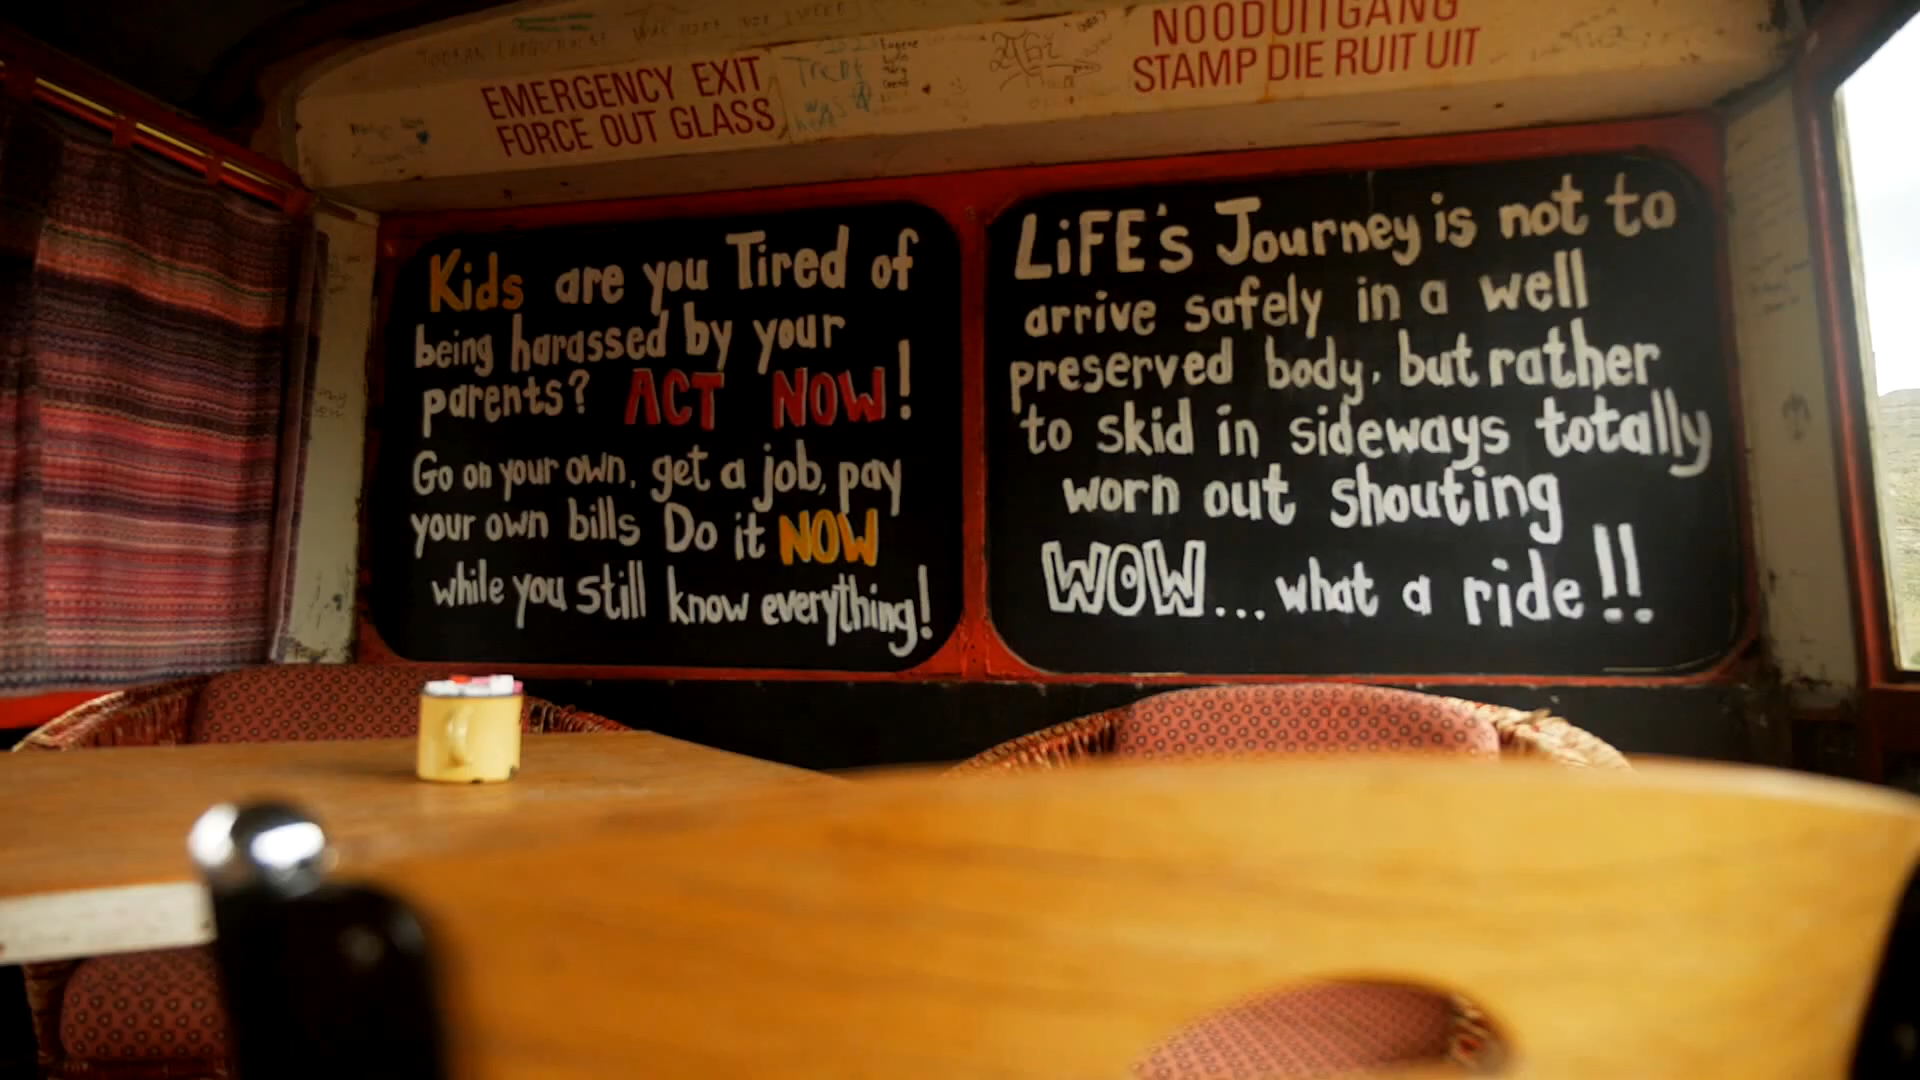 EMERGENCY EXIT
FORCE OUT GLASS
Trent
was
NOODUITGANG
STAMP DIE RUIT UIT
Kids are you Tired of
being harassed by your
parents? ACT NOW!
Go on your own, get a job, pay
your own bills Do it NOW
while you still know everything!
LiFE's Journey is not to
arrive safely in a well
preserved body, but rather
to skid in sideways totally
worn out shouting
WOW... what a ride!!